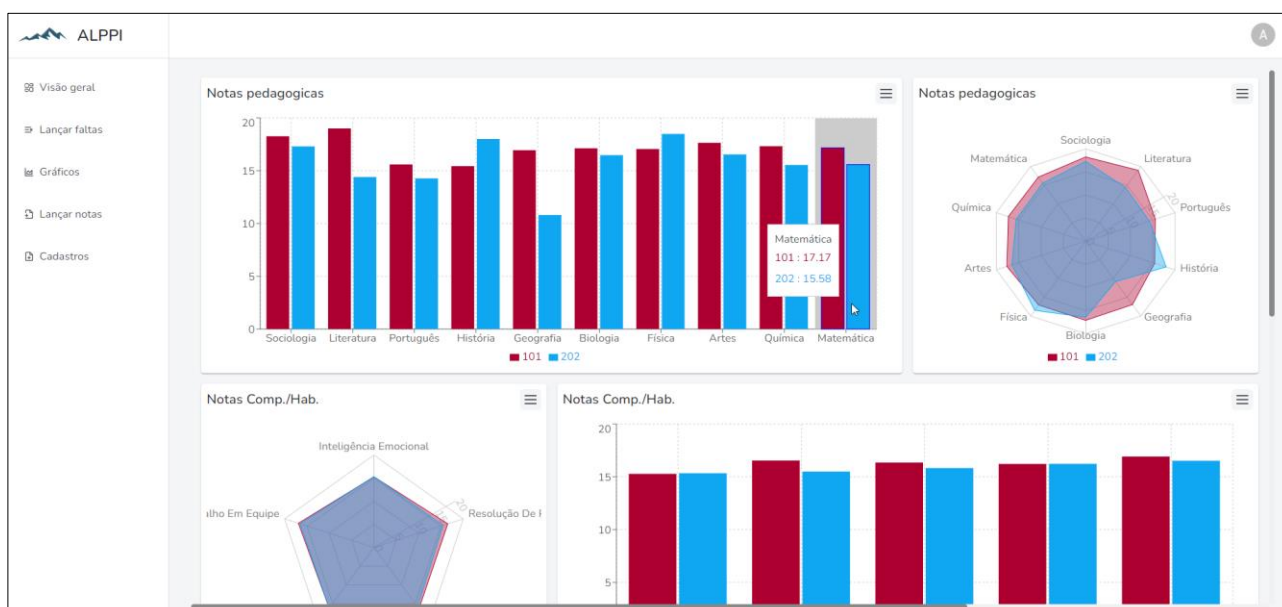 ALPPI
A
Visão geral
Lançar faltas
Gráficos
Lançar notas
Cadastros
Notas pedagogicas
20
15
10
5
0
Sociologia Literatura Português História Geografia Biologia Física Artes Química Matemática
Matemática
101 : 17.17
202 : 15.58
101 202
Notas pedagogicas
Sociologia
Matemática Literatura
Química 20 Português
Artes História
Física Geografia
Biologia
101 202
Notas Comp./Hab.
Inteligência Emocional
lho Em Equipe 20 Resolução De
Notas Comp./Hab.
20
15
10
5